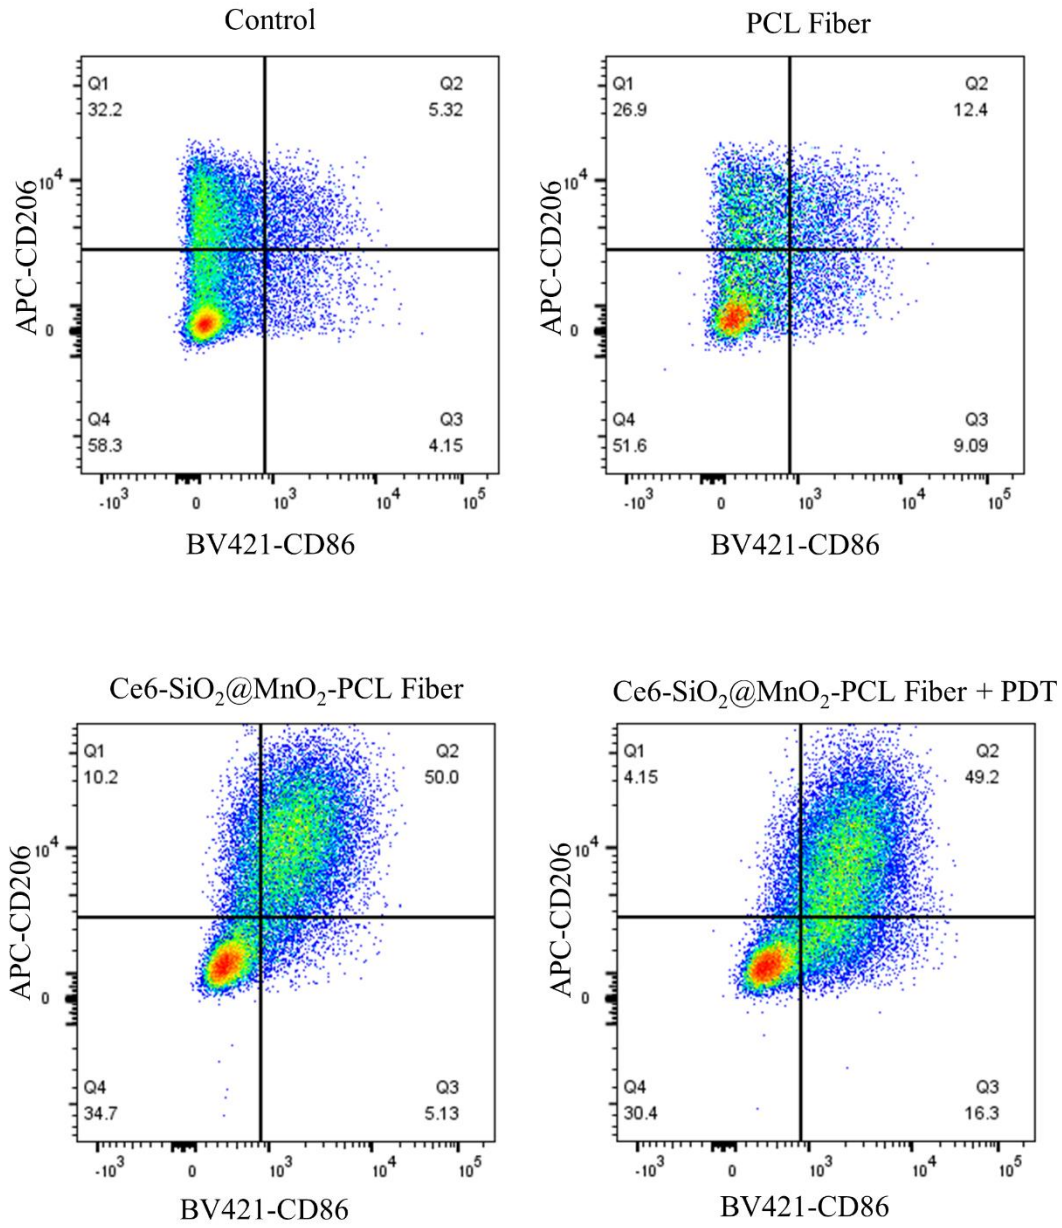 Control
Q1
32.2
Q2
5.32
Q4
58.3
Q3
4.15
10^4
0
APC-CD206
-10^3
0
10^3
10^4
10^5
BV421-CD86
PCL Fiber
Q1
26.9
Q2
12.4
Q4
51.6
Q3
9.09
10^4
0
APC-CD206
-10^3
0
10^3
10^4
10^5
BV421-CD86
Ce6-SiO₂@MnO₂-PCL Fiber
Q1
10.2
Q2
50.0
Q4
34.7
Q3
5.13
10^4
0
APC-CD206
-10^3
0
10^3
10^4
10^5
BV421-CD86
Ce6-SiO₂@MnO₂-PCL Fiber + PDT
Q1
4.15
Q2
49.2
Q4
30.4
Q3
16.3
10^4
0
APC-CD206
-10^3
0
10^3
10^4
10^5
BV421-CD86